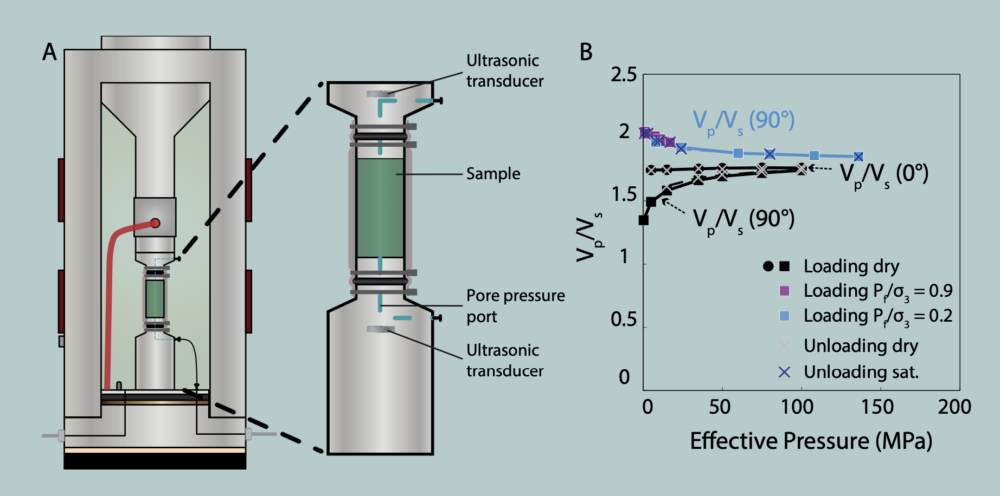 A
Ultrasonic
transducer
Sample
Pore pressure
port
Ultrasonic
transducer
B
2.5
2
1.5
1
0.5
0
Vp/Vs
Vp/Vs (90°)
Vp/Vs (0°)
Vp/Vs (90°)
Loading dry
Loading Pf/σ3 = 0.9
Loading Pf/σ3 = 0.2
Unloading dry
Unloading sat.
0 50 100 150 200
Effective Pressure (MPa)